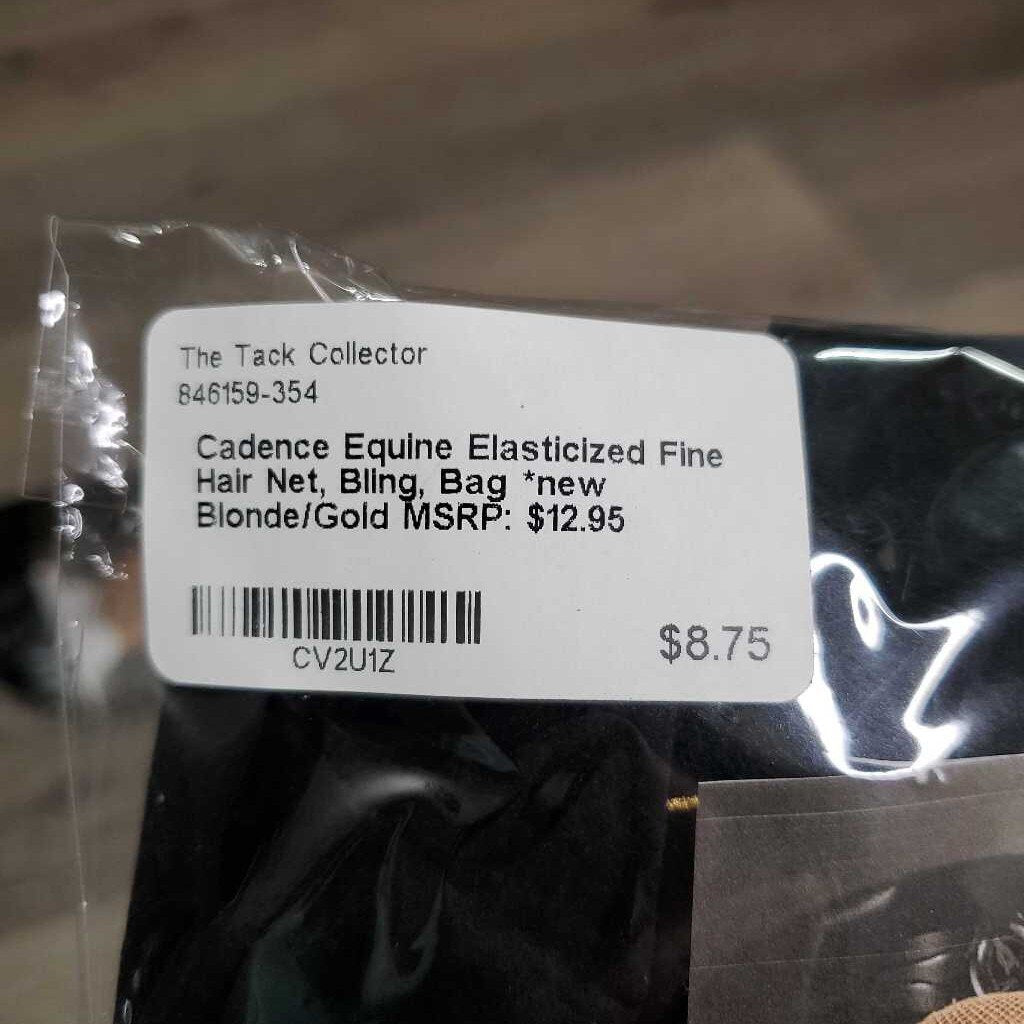 The Tack Collector
846159-354
Cadence Equine Elasticized Fine
Hair Net, Bling, Bag *new
Blonde/Gold MSRP: $12.95
CV2U1Z
$8.75